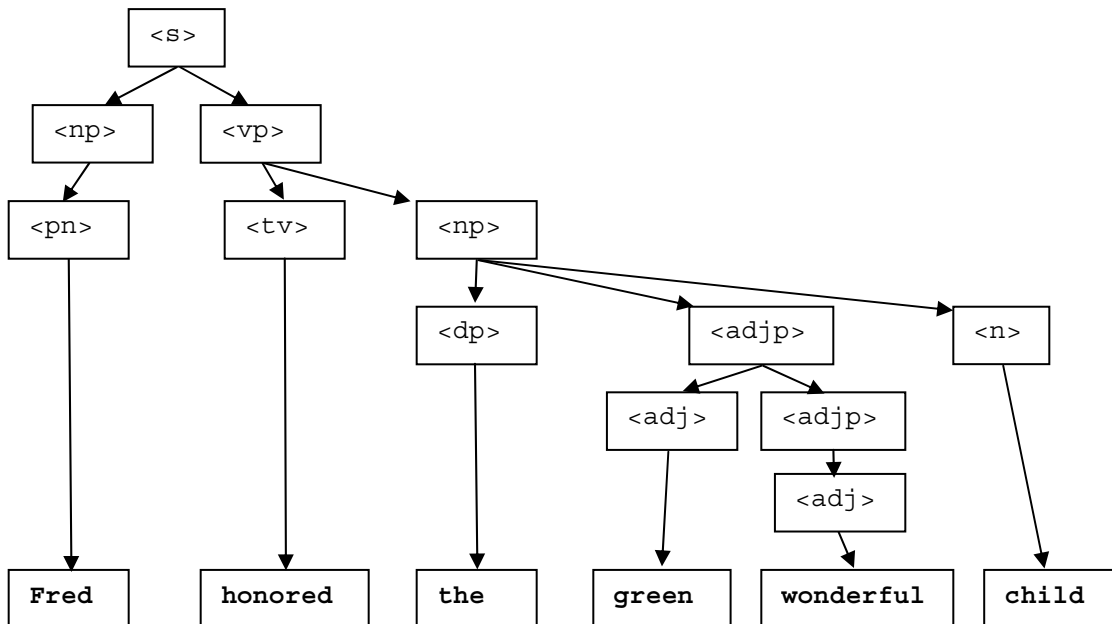 <s>
<np> <vp>
<pn> <tv> <np>
<dp> <adjp> <n>
<adj> <adjp>
<adj>
Fred honored the green wonderful child